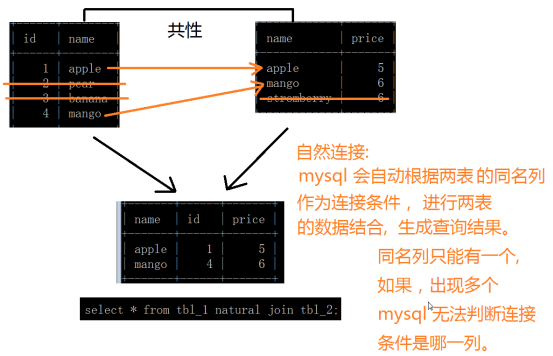 共性
id name
1 apple
2 pear
3 banana
4 mango
name price
apple 5
mango 6
stromberry 6
自然连接:
mysql 会自动根据两表的同名列
作为连接条件 ，进行两表
的数据结合, 生成查询结果。
name id price
apple 1 5
mango 4 6
同名列只能有一个,
如果 ，出现多个
mysql 无法判断连接
条件是哪一列。
select * from tbl_1 natural join tbl_2;